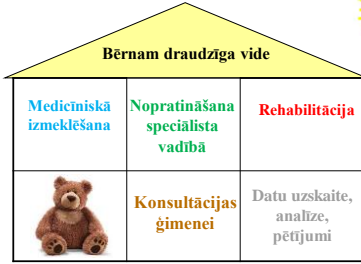 Bērnam draudzīga vide
Medicīniskā
izmeklēšana
Nopratināšana
speciālista
vadībā
Rehabilitācija
Konsultācijas
ģimenei
Datu uzskaite,
analīze,
pētījumi